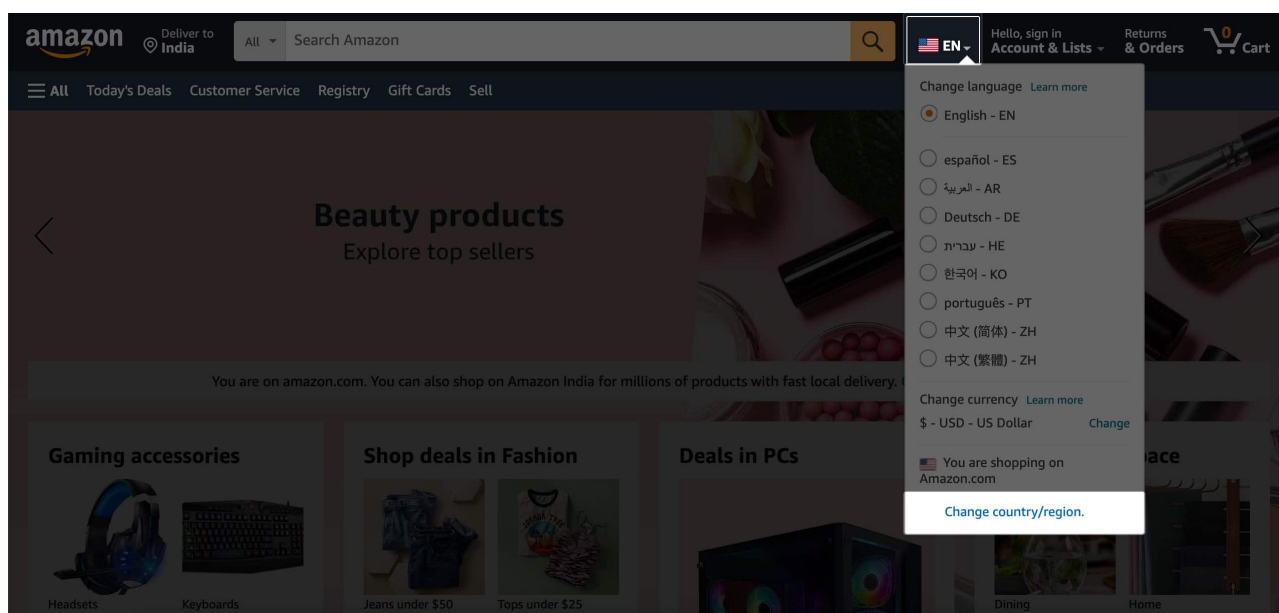 amazon
Deliver to
India
All
Search Amazon
EN
Hello, sign in
Account & Lists
Returns
& Orders
0
Cart
All
Today's Deals
Customer Service
Registry
Gift Cards
Sell
Change language Learn more
English - EN
español - ES
العربية - AR
Deutsch - DE
עברית - HE
한국어 - KO
português - PT
中文 (简体) - ZH
中文 (繁體) - ZH
Change currency Learn more
$ - USD - US Dollar Change
You are shopping on
Amazon.com
Change country/region.
Beauty products
Explore top sellers
You are on amazon.com. You can also shop on Amazon India for millions of products with fast local delivery.
Gaming accessories
Headsets
Keyboards
Shop deals in Fashion
Jeans under $50
Tops under $25
Deals in PCs
Dining
Home